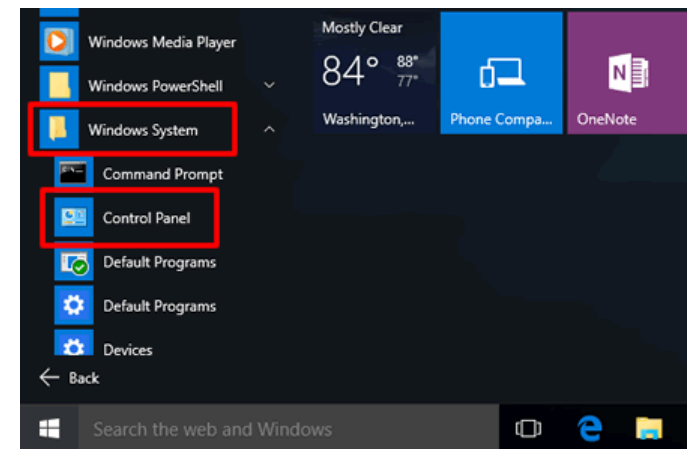 Windows Media Player
Windows PowerShell
Windows System
Command Prompt
Control Panel
Default Programs
Default Programs
Devices
Back
Mostly Clear
84° 88°
77°
Washington,...
Phone Compa...
N
OneNote
Search the web and Windows